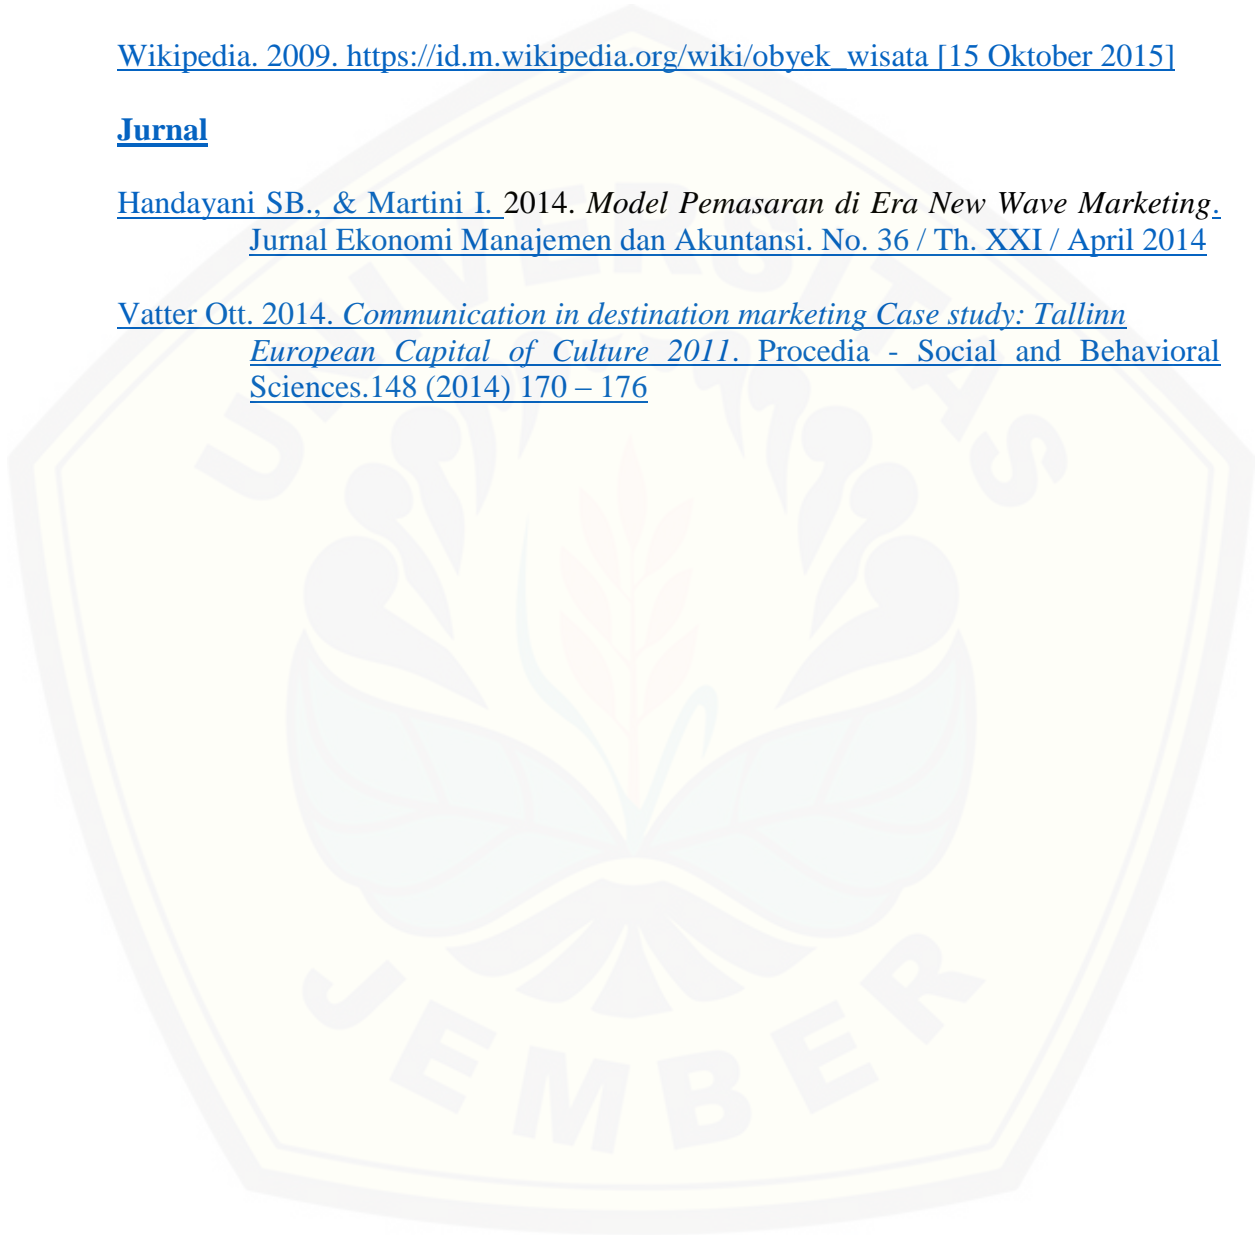 Wikipedia. 2009. https://id.m.wikipedia.org/wiki/obyek_wisata [15 Oktober 2015]
Jurnal
Handayani SB., & Martini I. 2014. Model Pemasaran di Era New Wave Marketing.
Jurnal Ekonomi Manajemen dan Akuntansi. No. 36 / Th. XXI / April 2014
Vatter Ott. 2014. Communication in destination marketing Case study: Tallinn
European Capital of Culture 2011. Procedia - Social and Behavioral
Sciences.148 (2014) 170 – 176
UNIVERSITAS
JEMBER